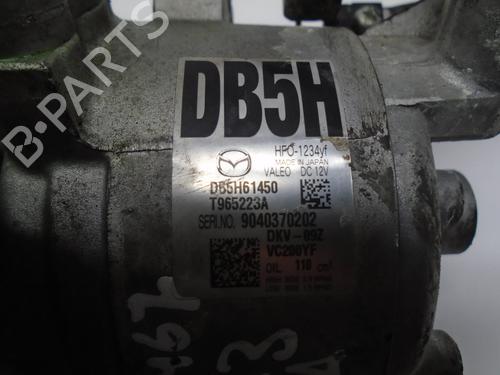 B-PARTS
DB5H
HFO-1234yf
MADE IN JAPAN
VALEO DC 12V
DB5H61450
T965223A
SERI.NO. 9040370202
DKV-09Z
VC200YF
OIL 110 cm³